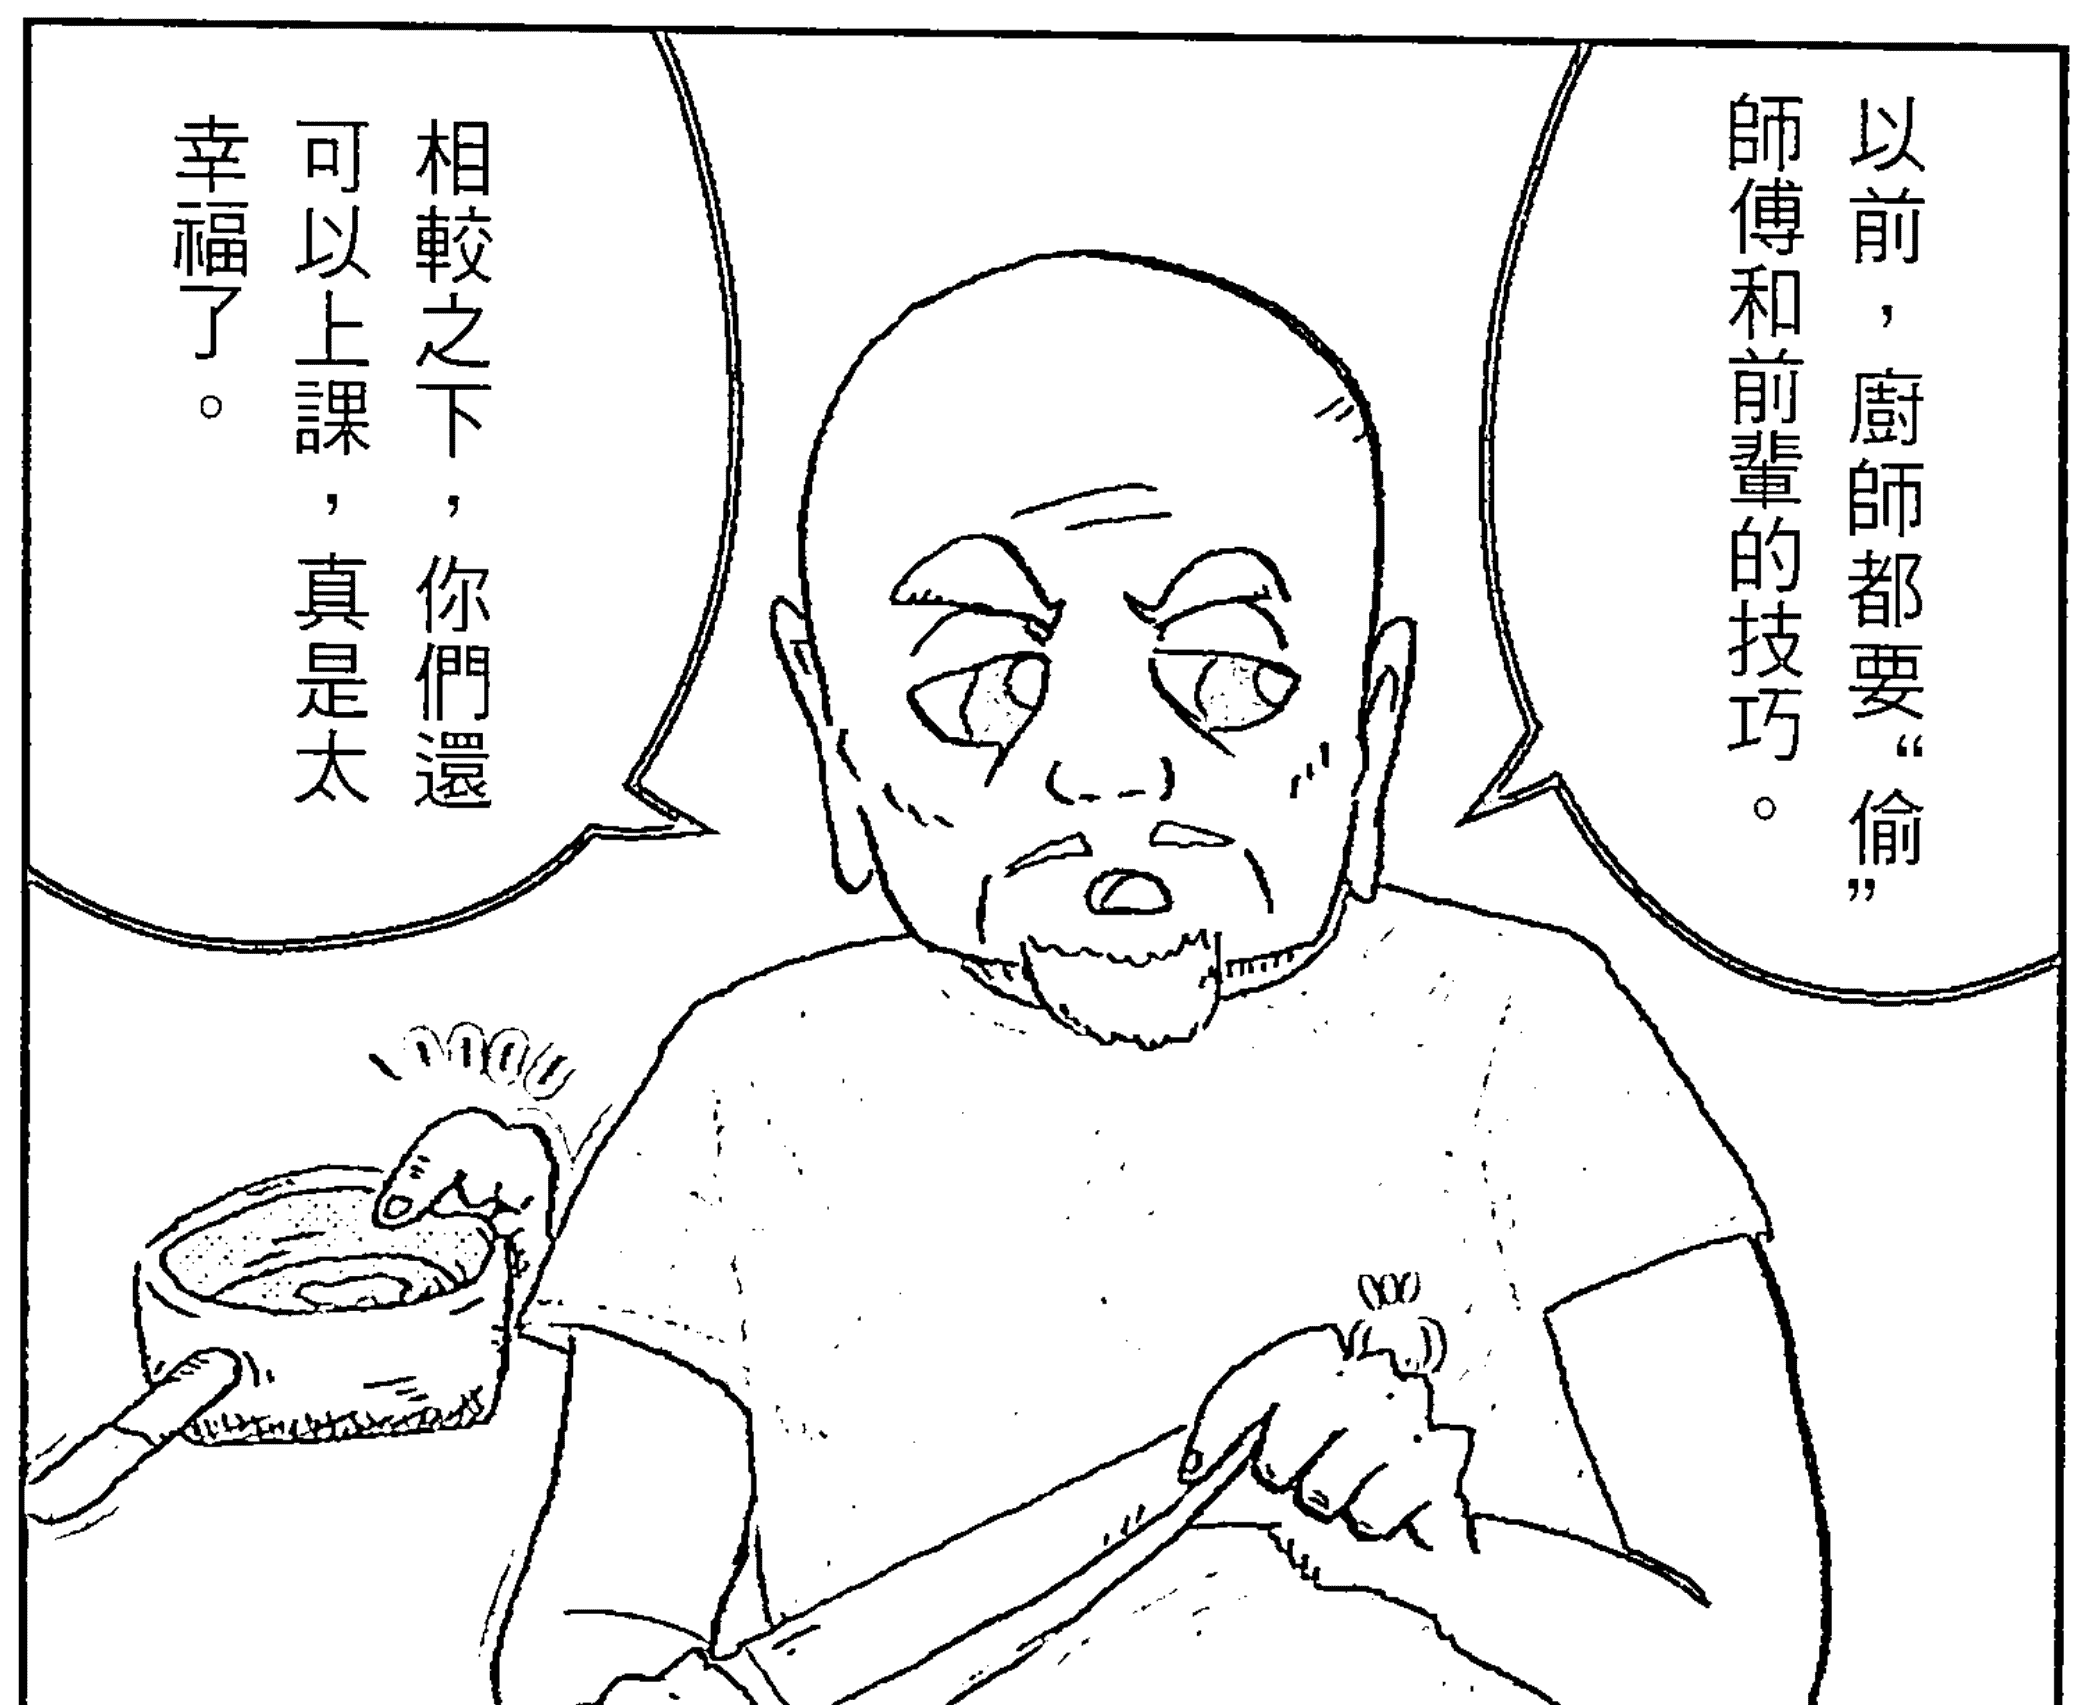 以前，廚師都要“偷”
師傅和前輩的技巧。
相較之下，你們還
可以上課，真是太
幸福了。